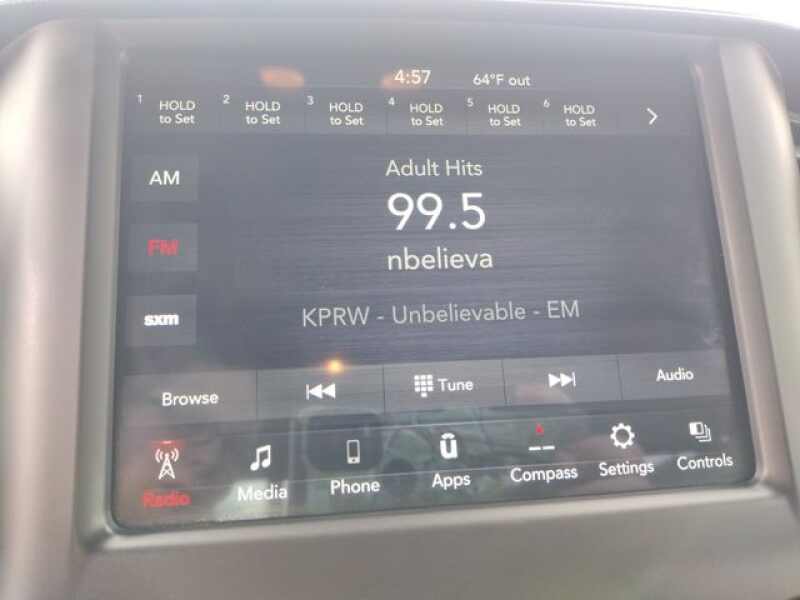 4:57 64°F out
1 HOLD to Set
2 HOLD to Set
3 HOLD to Set
4 HOLD to Set
5 HOLD to Set
6 HOLD to Set
AM
FM
sxm
Adult Hits
99.5
nbelieva
KPRW - Unbelievable - EM
Browse
Tune
Audio
Radio
Media
Phone
Apps
Compass
Settings
Controls